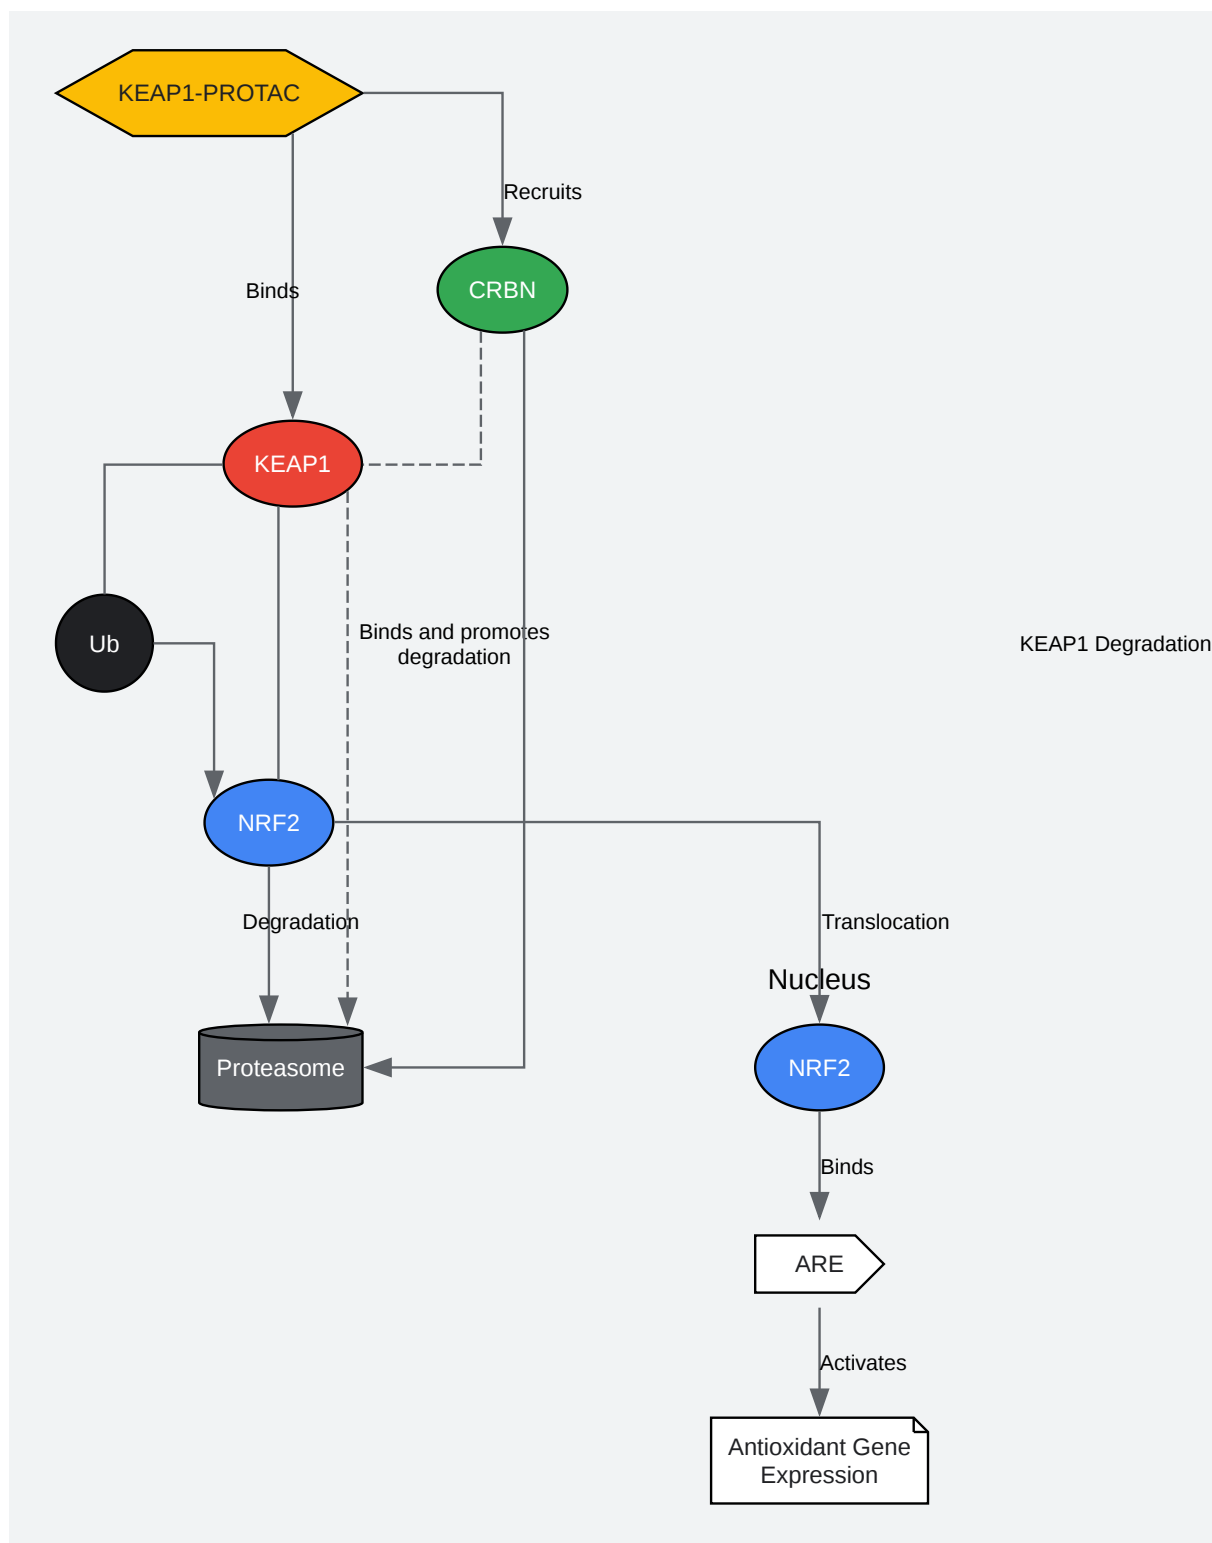 KEAP1-PROTAC
Recruits
Binds
CRBN
KEAP1
Binds and promotes
degradation
KEAP1 Degradation
Ub
NRF2
Degradation
Translocation
Nucleus
Proteasome
NRF2
Binds
ARE
Activates
Antioxidant Gene
Expression